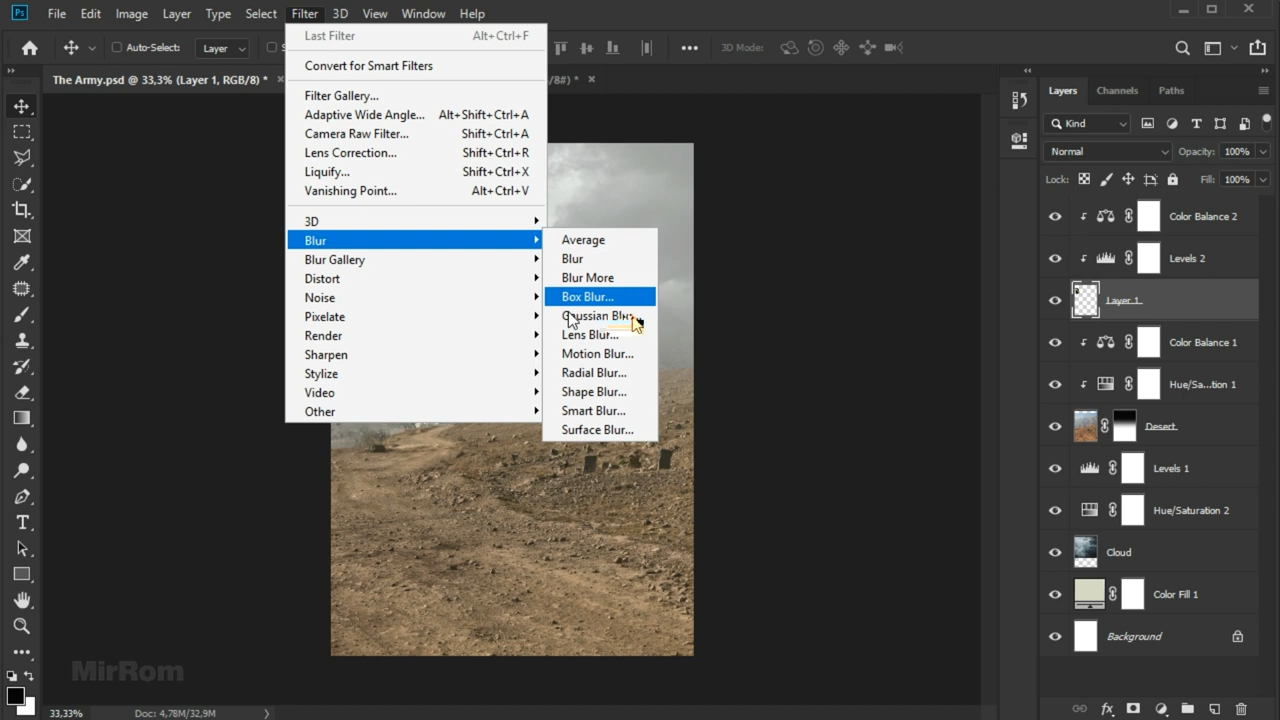 Ps File Edit Image Layer Type Select Filter 3D View Window Help
Auto-Select: Layer 3D Mode:
The Army.psd @ 33,3% (Layer 1, RGB/8) * /8#) *
Last Filter Alt+Ctrl+F
Convert for Smart Filters
Filter Gallery...
Adaptive Wide Angle... Alt+Shift+Ctrl+A
Camera Raw Filter... Shift+Ctrl+A
Lens Correction... Shift+Ctrl+R
Liquify... Shift+Ctrl+X
Vanishing Point... Alt+Ctrl+V
3D
Blur
Blur Gallery
Distort
Noise
Pixelate
Render
Sharpen
Stylize
Video
Other
Average
Blur
Blur More
Box Blur...
Gaussian Blur...
Lens Blur...
Motion Blur...
Radial Blur...
Shape Blur...
Smart Blur...
Surface Blur...
Layers Channels Paths
Kind
Normal Opacity: 100%
Lock: Fill: 100%
Color Balance 2
Levels 2
Layer 1
Color Balance 1
Hue/Sa...tion 1
Desert
Levels 1
Hue/Saturation 2
Cloud
Color Fill 1
Background
MirRom
33,33% Doc: 4,78M/32,9M